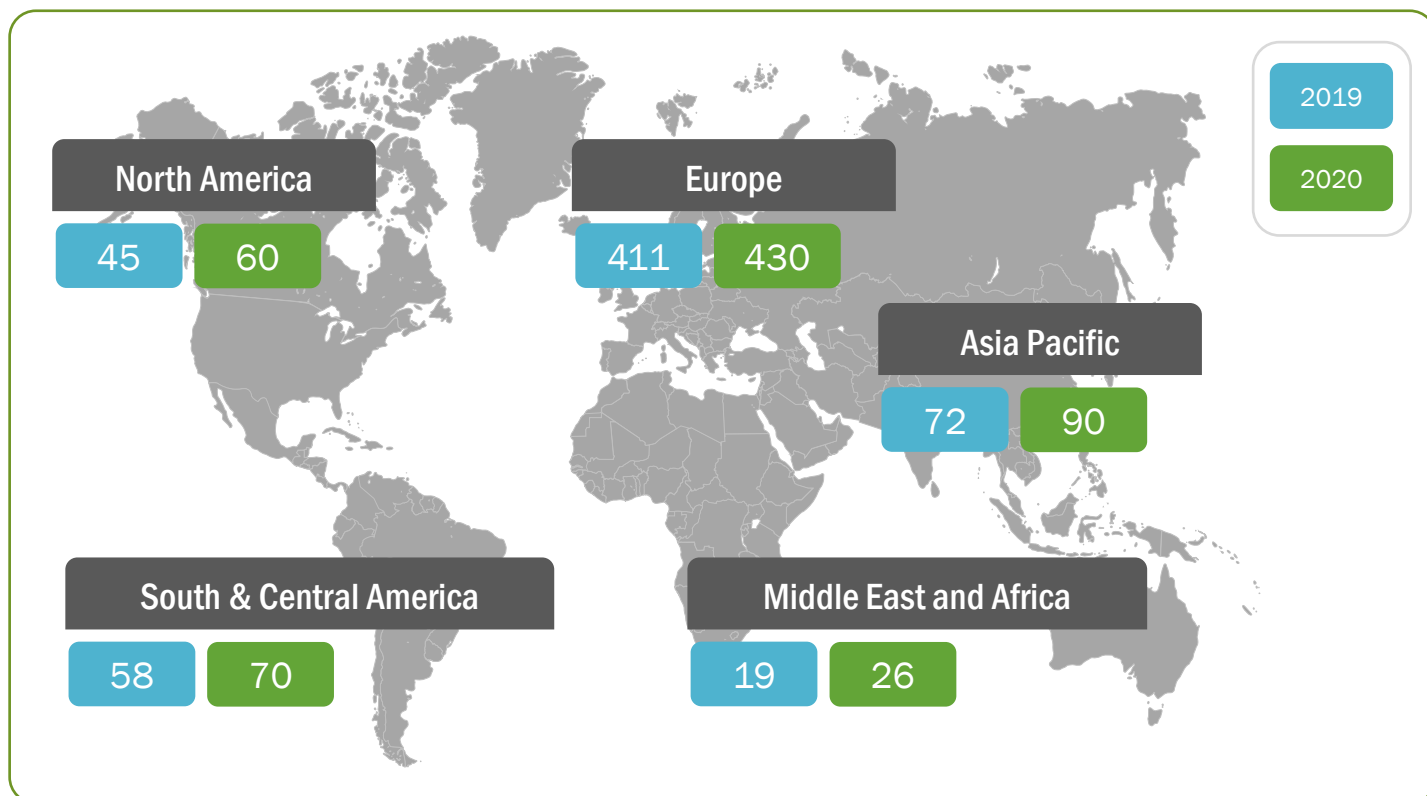 2019
2020
North America
45 60
Europe
411 430
Asia Pacific
72 90
South & Central America
58 70
Middle East and Africa
19 26